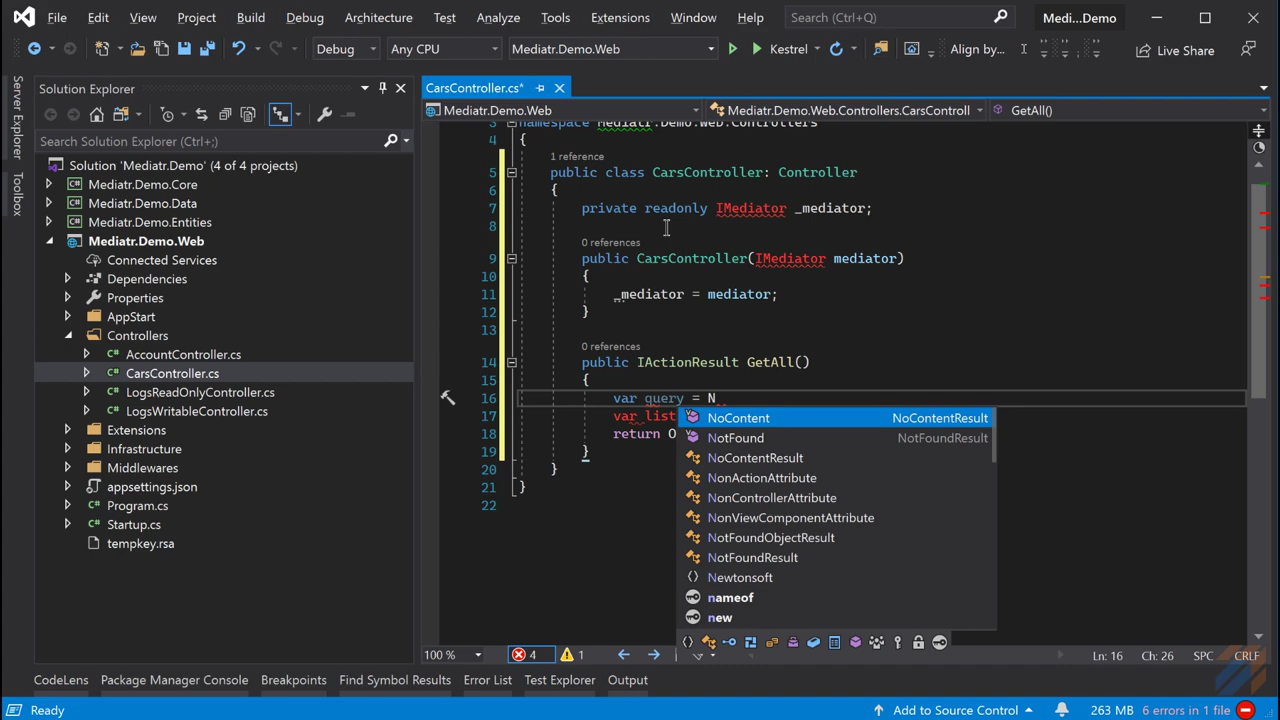 File Edit View Project Build Debug Architecture Test Analyze Tools Extensions Window Help Search (Ctrl+Q) Medi...Demo
Debug Any CPU Mediatr.Demo.Web Kestrel Align by... Live Share
Server Explorer
Toolbox
Solution Explorer
Search Solution Explorer (Ctrl+;)
Solution 'Mediatr.Demo' (4 of 4 projects)
Mediatr.Demo.Core
Mediatr.Demo.Data
Mediatr.Demo.Entities
Mediatr.Demo.Web
Connected Services
Dependencies
Properties
AppStart
Controllers
C# AccountController.cs
C# CarsController.cs
C# LogsReadOnlyController.cs
C# LogsWritableController.cs
Extensions
Infrastructure
Middlewares
appsettings.json
C# Program.cs
C# Startup.cs
tempkey.rsa
CarsController.cs*
Mediatr.Demo.Web Mediatr.Demo.Web.Controllers.CarsControll GetAll()
3 namespace Mediatr.Demo.Web.Controllers
4 {
1 reference
5 public class CarsController: Controller
6 {
7 private readonly IMediator _mediator;
8
0 references
9 public CarsController(IMediator mediator)
10 {
11 _mediator = mediator;
12 }
13
0 references
14 public IActionResult GetAll()
15 {
16 var query = N
17 var list
18 return O
19 }
20 }
21 }
22
NoContent NoContentResult
NotFound NotFoundResult
NoContentResult
NonActionAttribute
NonControllerAttribute
NonViewComponentAttribute
NotFoundObjectResult
NotFoundResult
Newtonsoft
nameof
new
100 % 4 1 Ln: 16 Ch: 26 SPC CRLF
CodeLens Package Manager Console Breakpoints Find Symbol Results Error List Test Explorer Output
Ready Add to Source Control 263 MB 6 errors in 1 file